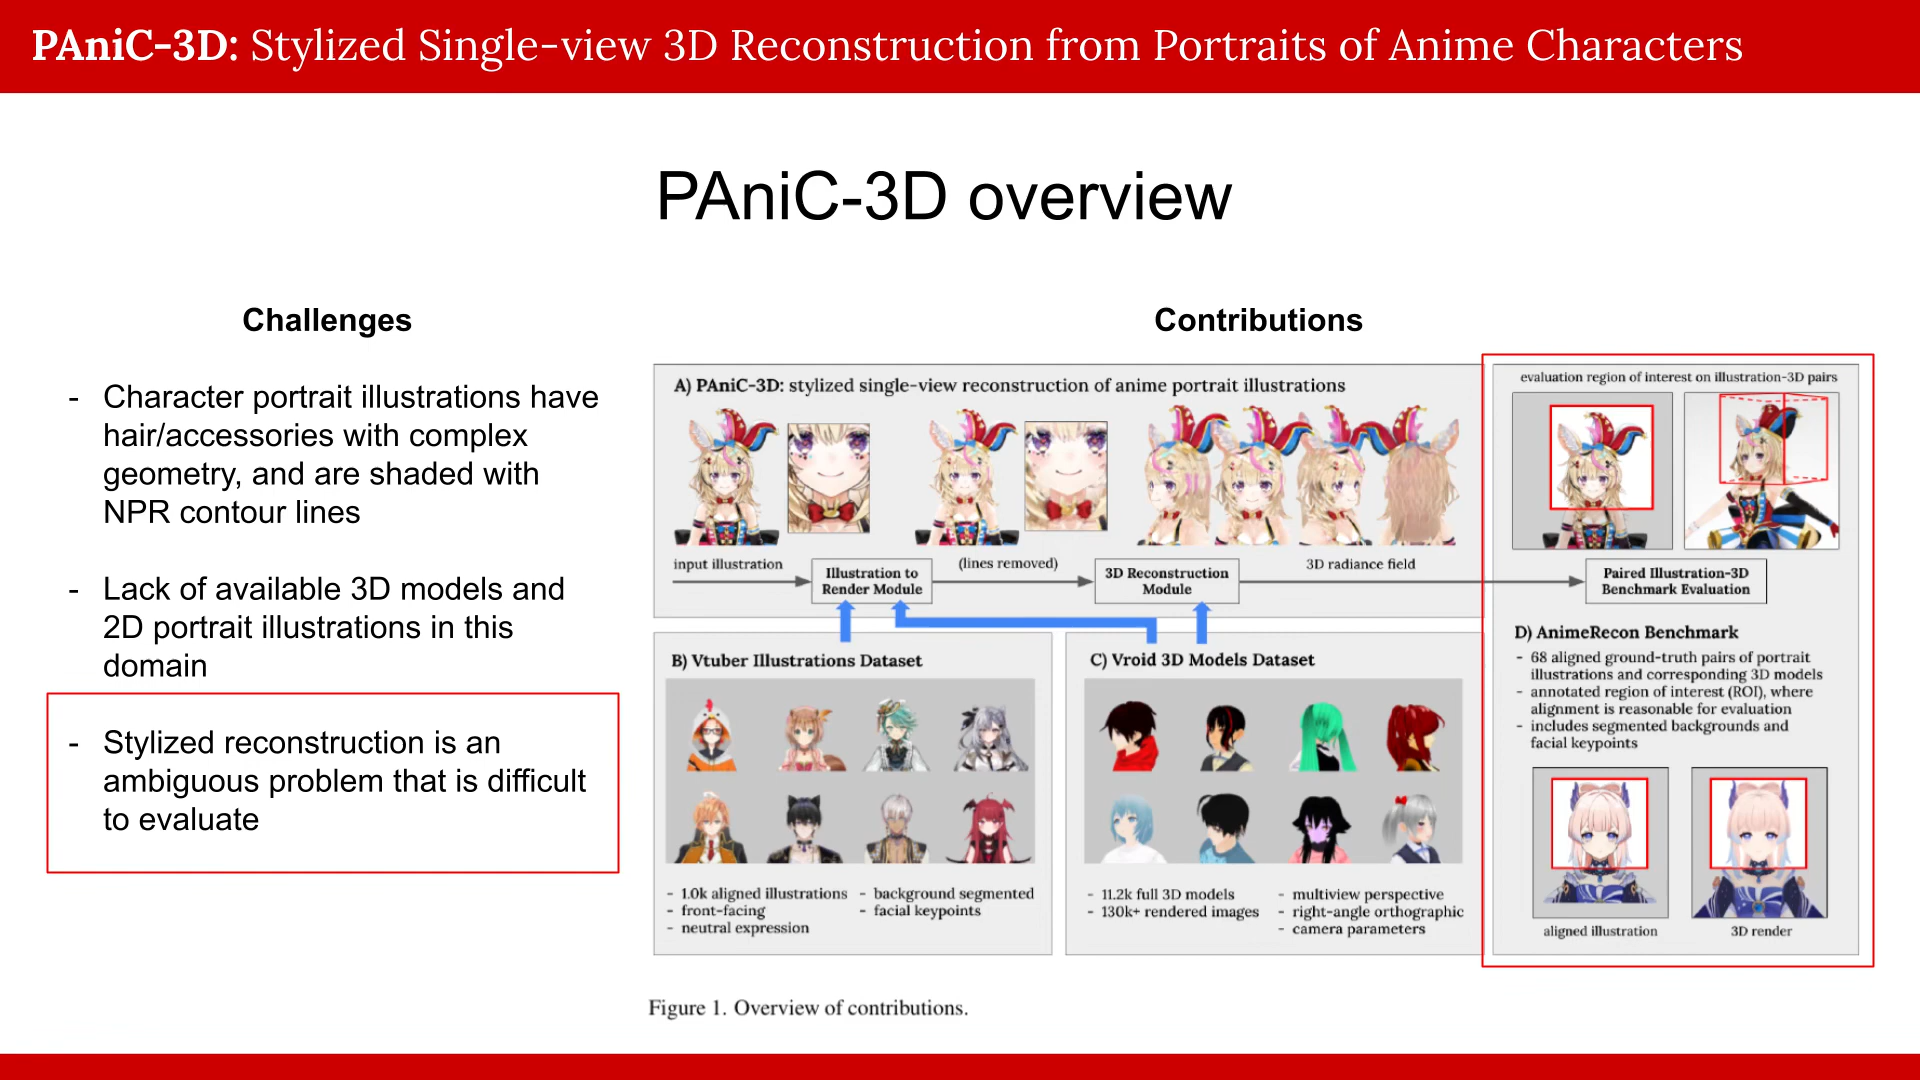 PAniC-3D: Stylized Single-view 3D Reconstruction from Portraits of Anime Characters
PAniC-3D overview
Challenges
- Character portrait illustrations have
hair/accessories with complex
geometry, and are shaded with
NPR contour lines
- Lack of available 3D models and
2D portrait illustrations in this
domain
- Stylized reconstruction is an
ambiguous problem that is difficult
to evaluate
Contributions
A) PAniC-3D: stylized single-view reconstruction of anime portrait illustrations
input illustration
Illustration to
Render Module
(lines removed)
3D Reconstruction
Module
3D radiance field
evaluation region of interest on illustration-3D pairs
Paired Illustration-3D
Benchmark Evaluation
B) Vtuber Illustrations Dataset
- 1.0k aligned illustrations
- front-facing
- neutral expression
- background segmented
- facial keypoints
C) Vroid 3D Models Dataset
- 11.2k full 3D models
- 130k+ rendered images
- multiview perspective
- right-angle orthographic
- camera parameters
D) AnimeRecon Benchmark
- 68 aligned ground-truth pairs of portrait
illustrations and corresponding 3D models
- annotated region of interest (ROI), where
alignment is reasonable for evaluation
- includes segmented backgrounds and
facial keypoints
aligned illustration
3D render
Figure 1. Overview of contributions.